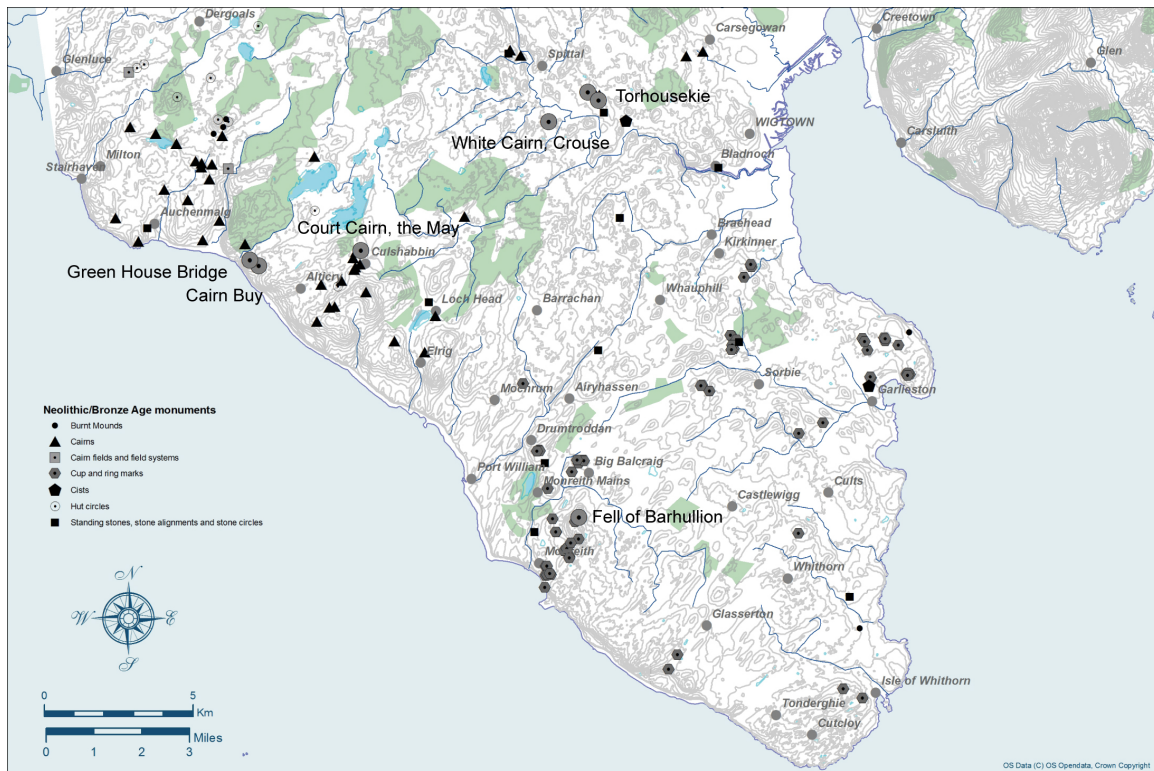 Dergoals
Creetown
Carsegowan
Glenluce
Spittal
Glen
Torhousekie
WIGTOWN
White Cairn, Crouse
Carsluith
Milton
Stairhaven
Bladnoch
Auchenmalg
Court Cairn, the May
Braehead
Culshabbin
Kirkinner
Green House Bridge
Alticry
Cairn Buy
Loch Head
Barrachan
Whauphill
Elrig
Sorbie
Mochrum
Airyhassen
Garlieston
Neolithic/Bronze Age monuments
Burnt Mounds
Cairns
Cairn fields and field systems
Cup and ring marks
Cists
Hut circles
Standing stones, stone alignments and stone circles
Drumtroddan
Port William
Big Balcraig
Monreith Mains
Castlewigg
Cults
Fell of Barhullion
Monreith
Whithorn
Glasserton
Isle of Whithorn
Tonderghie
Cutcloy
N
W E
S
0 5
Km
Miles
0 1 2 3
OS Data (C) OS Opendata, Crown Copyright